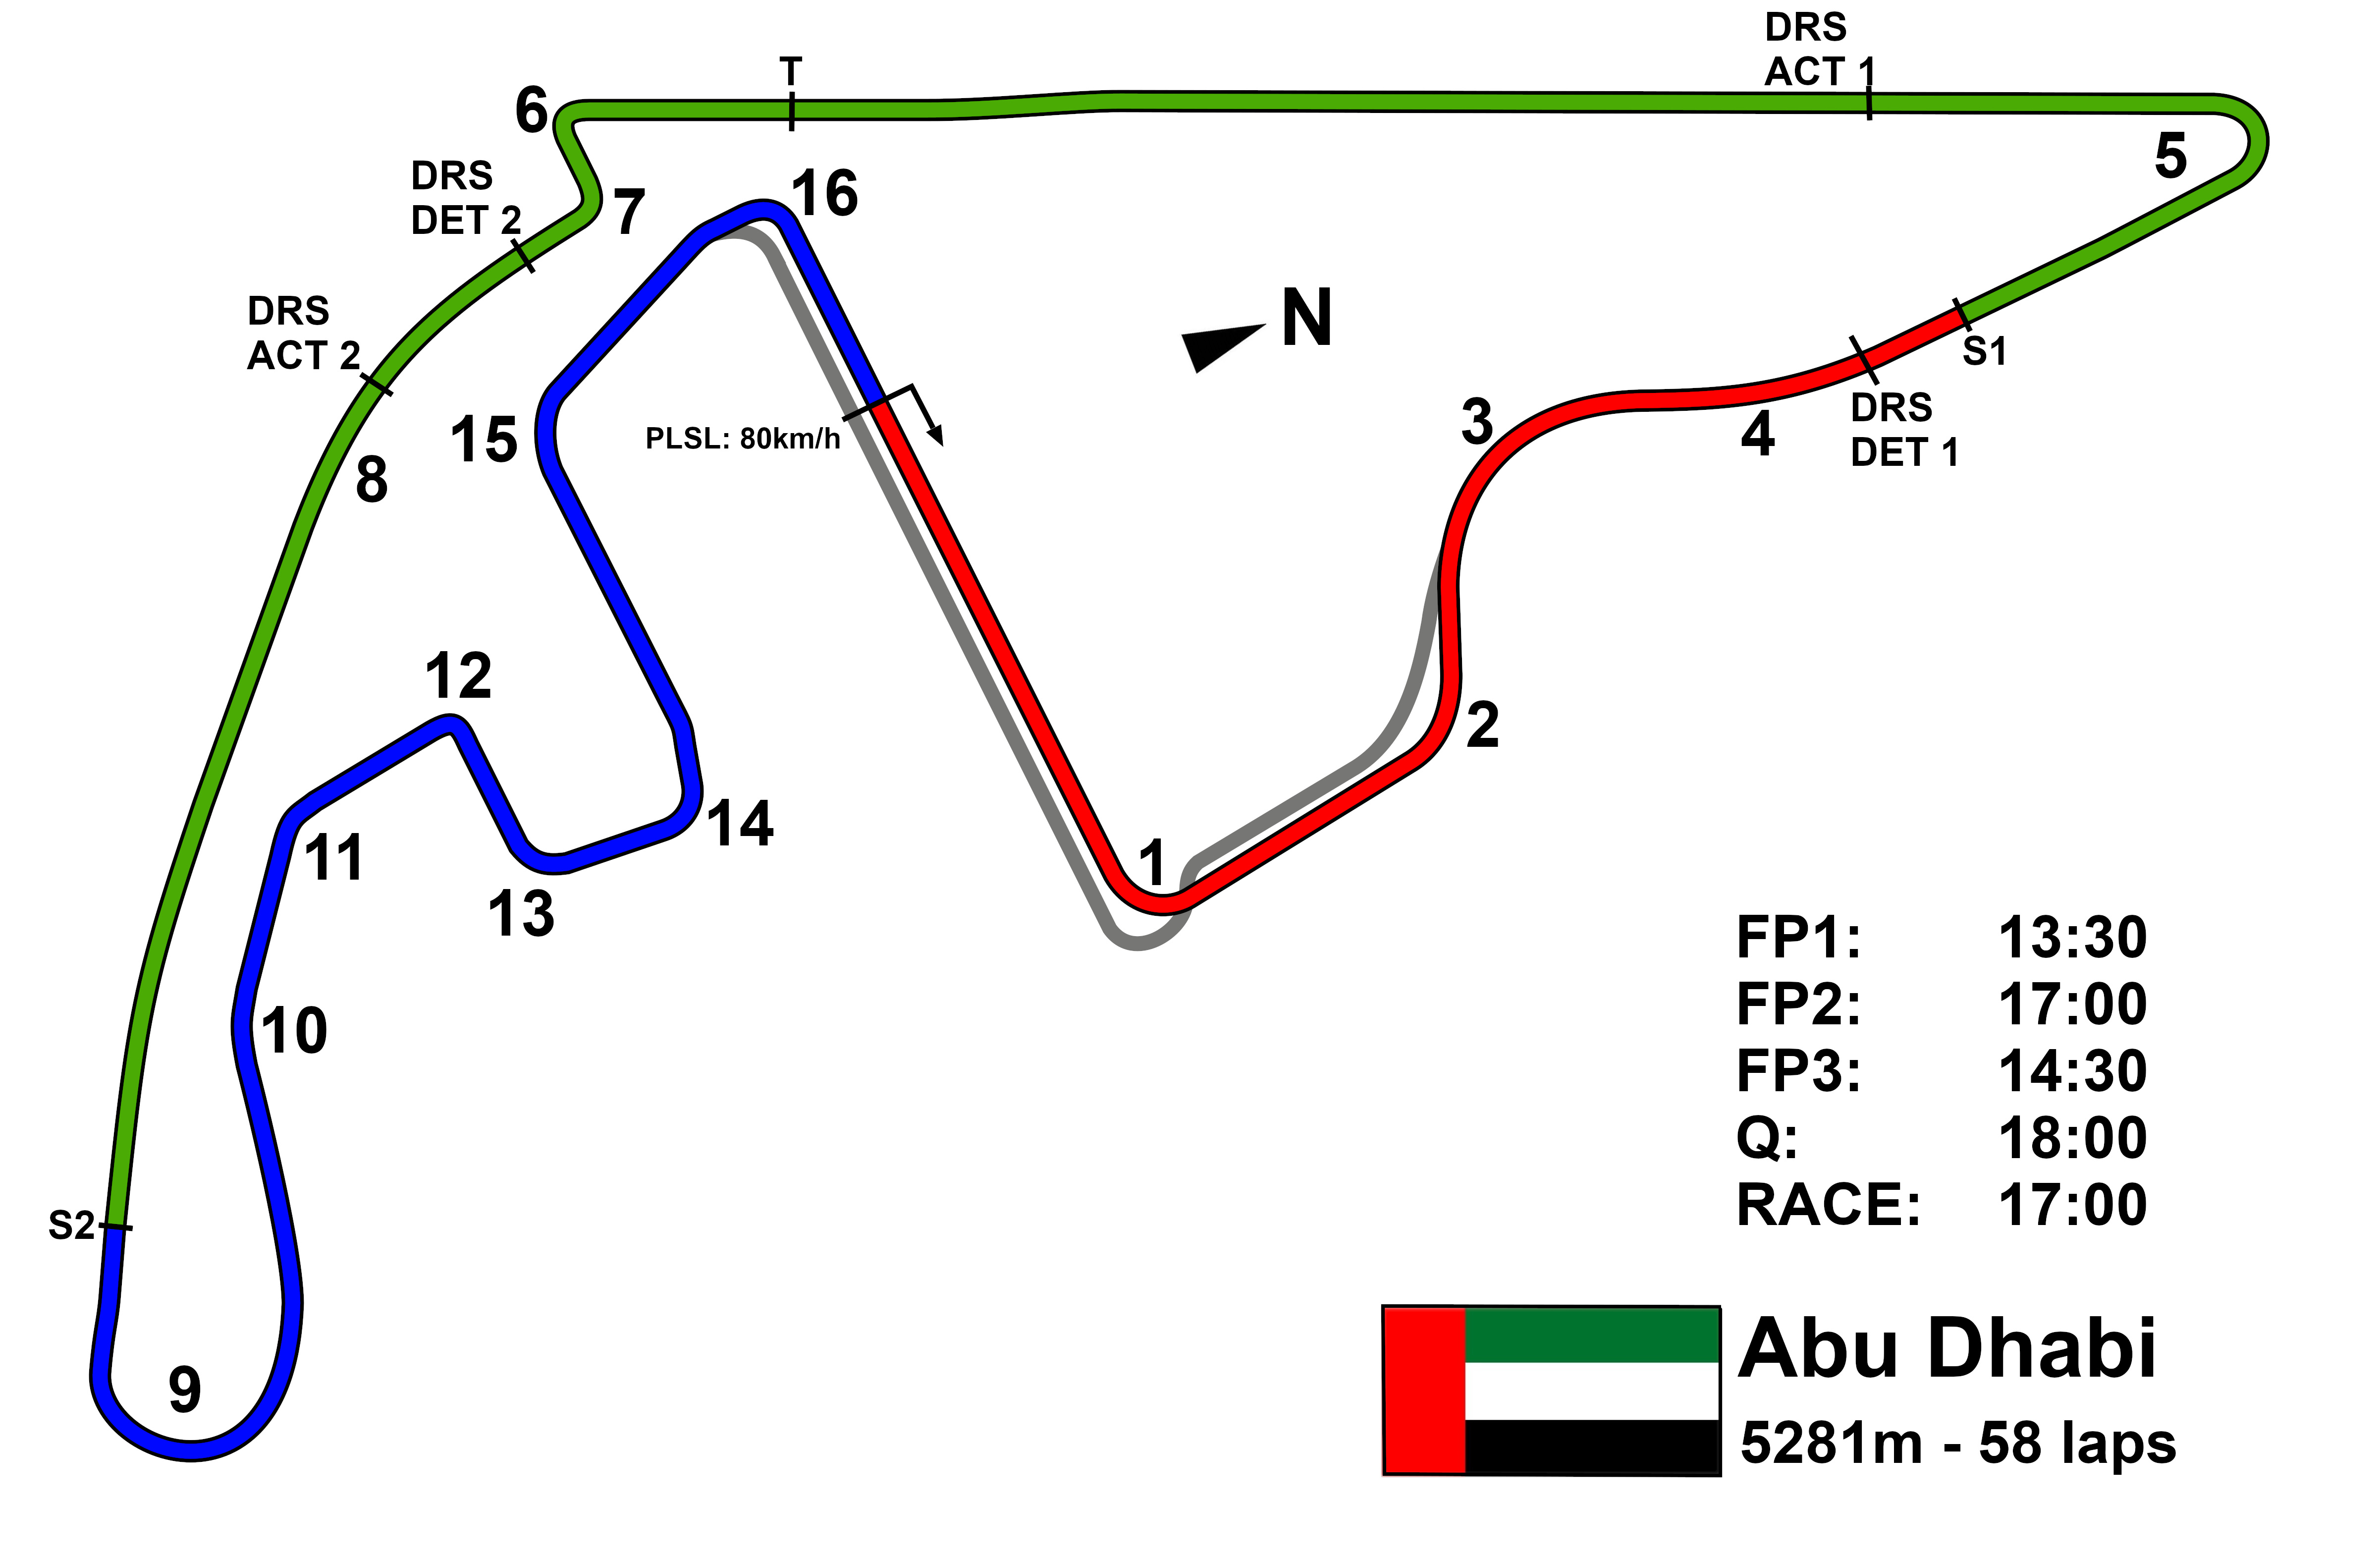 DRS
ACT 1
T
6
5
DRS
DET 2
7
16
DRS
ACT 2
N
S1
3
4
DRS
DET 1
PLSL: 80km/h
15
8
12
2
14
11
1
13
10
FP1: 13:30
FP2: 17:00
FP3: 14:30
Q: 18:00
RACE: 17:00
S2
9
Abu Dhabi
5281m - 58 laps